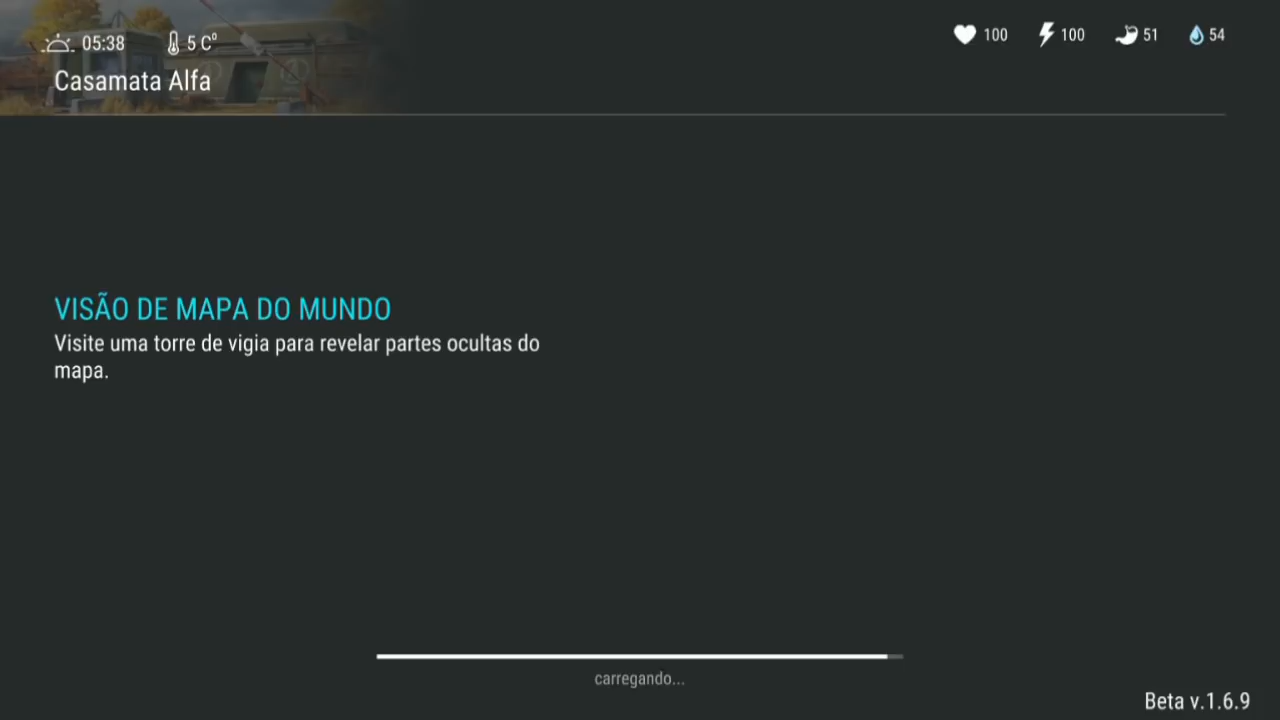 05:38 5 Cº
100 100 51 54
Casamata Alfa
VISÃO DE MAPA DO MUNDO
Visite uma torre de vigia para revelar partes ocultas do
mapa.
carregando...
Beta v.1.6.9